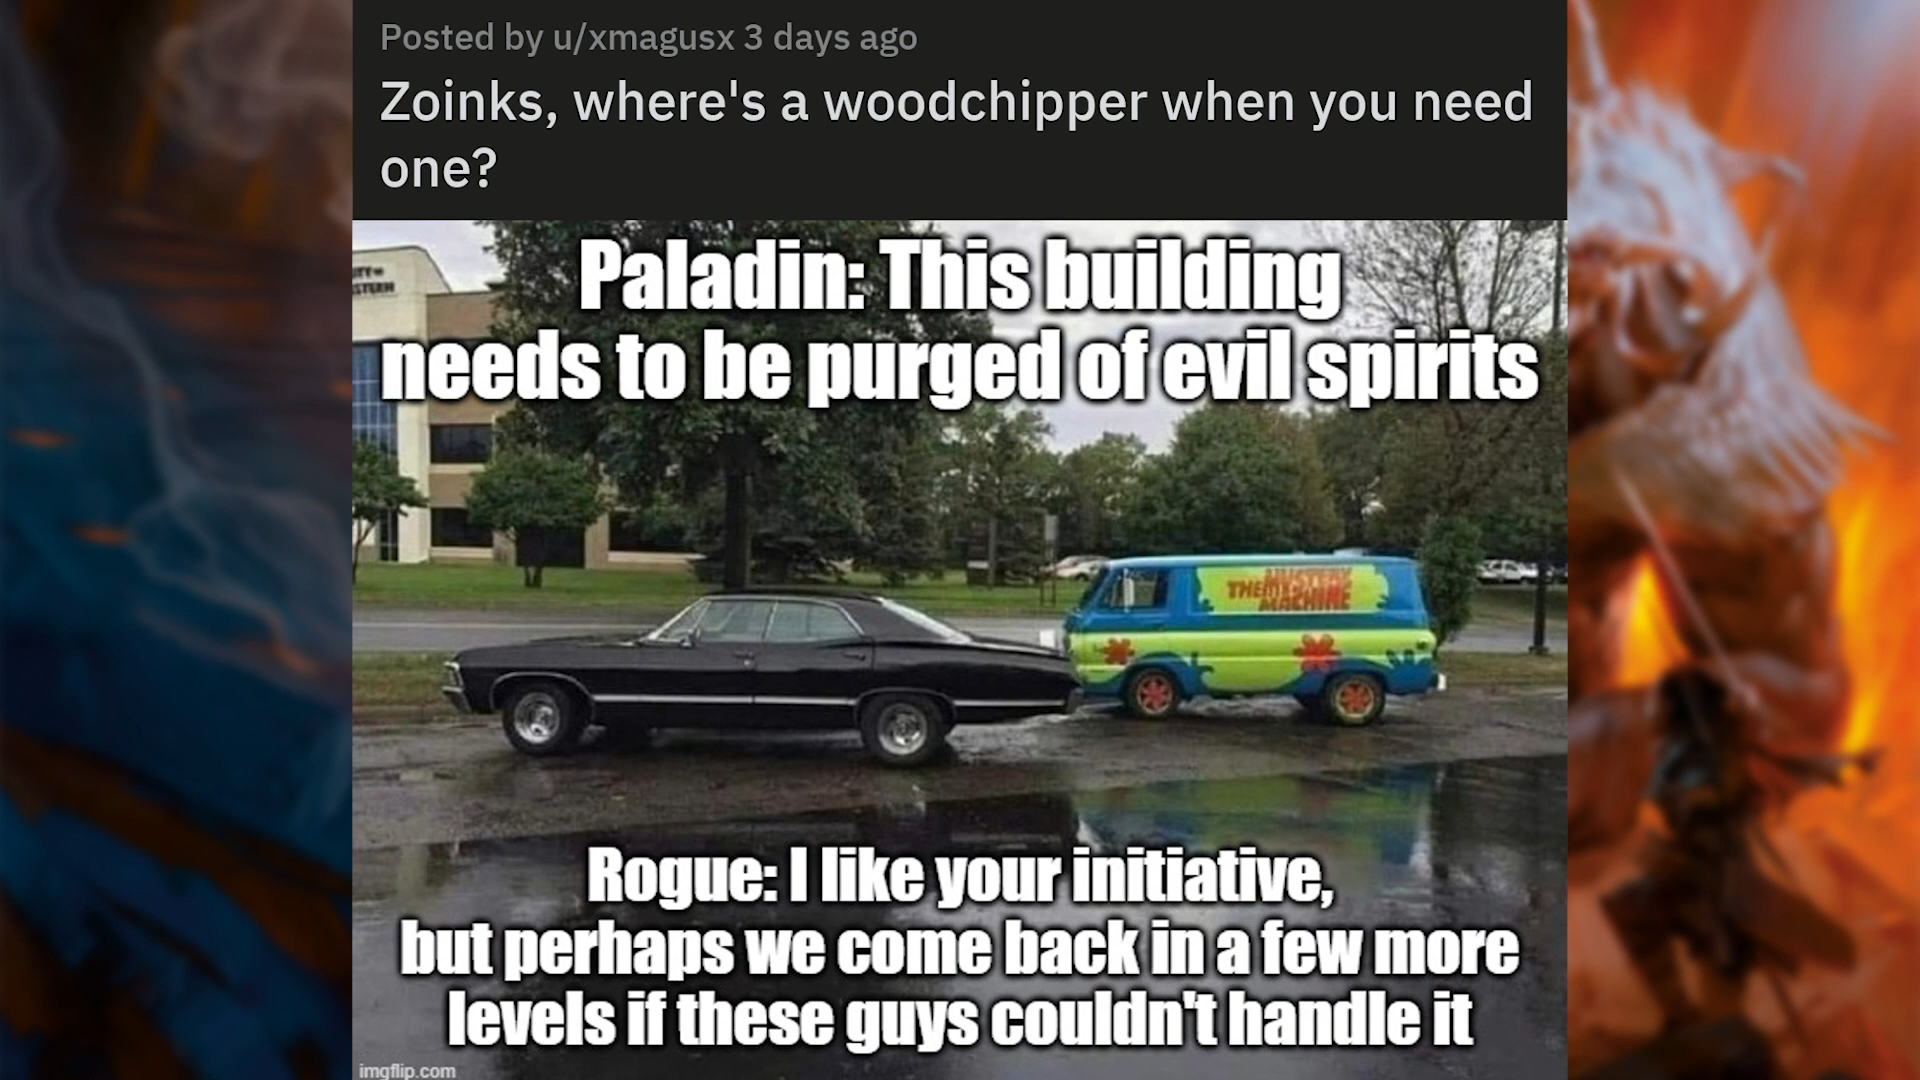 Posted by u/xmagusx 3 days ago
Zoinks, where's a woodchipper when you need
one?
Paladin: This building
needs to be purged of evil spirits
THE MYSTERY
MACHINE
Rogue: I like your initiative,
but perhaps we come back in a few more
levels if these guys couldn't handle it
imgflip.com